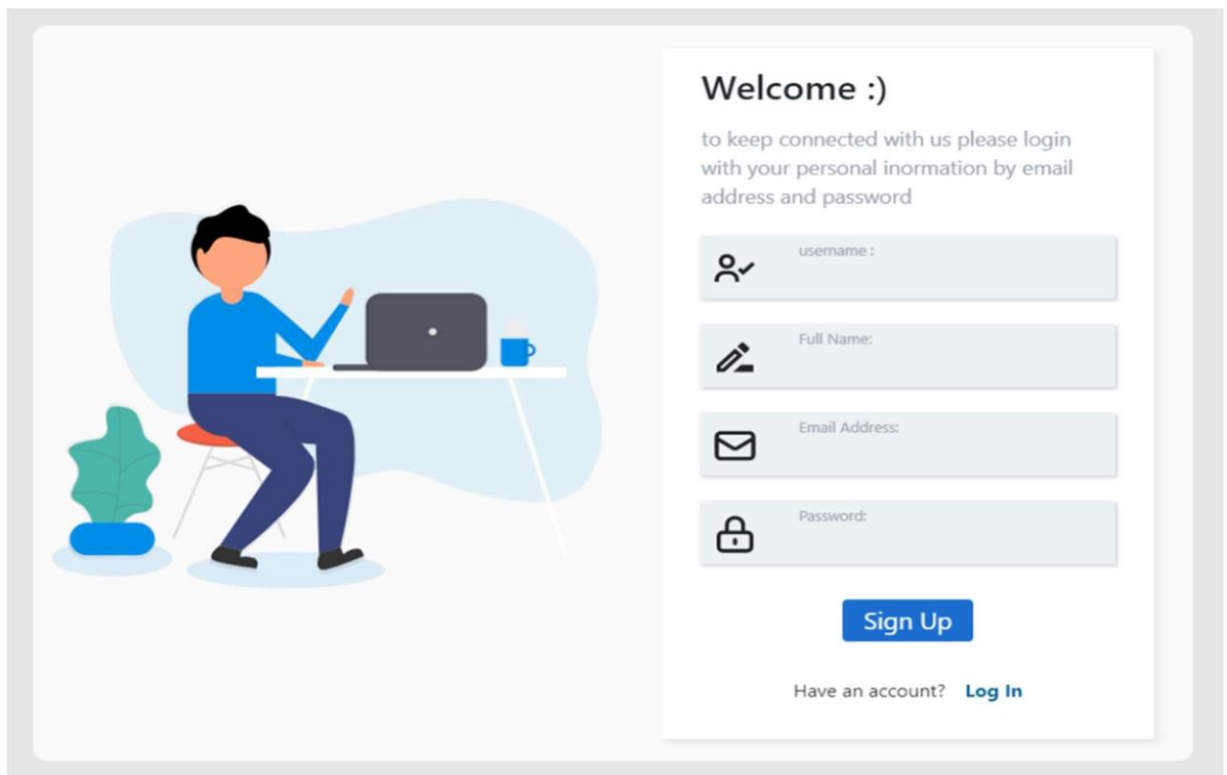 Welcome :)
to keep connected with us please login
with your personal inormation by email
address and password
username :
Full Name:
Email Address:
Password:
Sign Up
Have an account? Log In